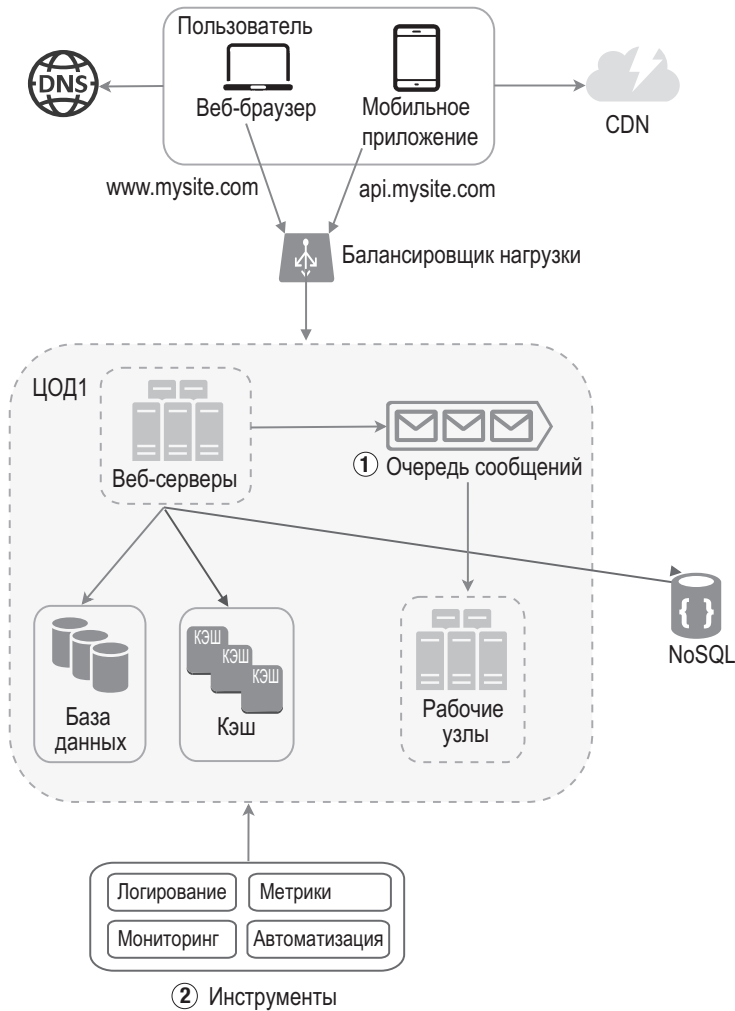 Пользователь
DNS
Веб-браузер
Мобильное
приложение
CDN
www.mysite.com
api.mysite.com
Балансировщик нагрузки
ЦОД1
Веб-серверы
1 Очередь сообщений
КЭШ
КЭШ
КЭШ
{ }
NoSQL
База
данных
Кэш
Рабочие
узлы
Логирование
Метрики
Мониторинг
Автоматизация
2 Инструменты